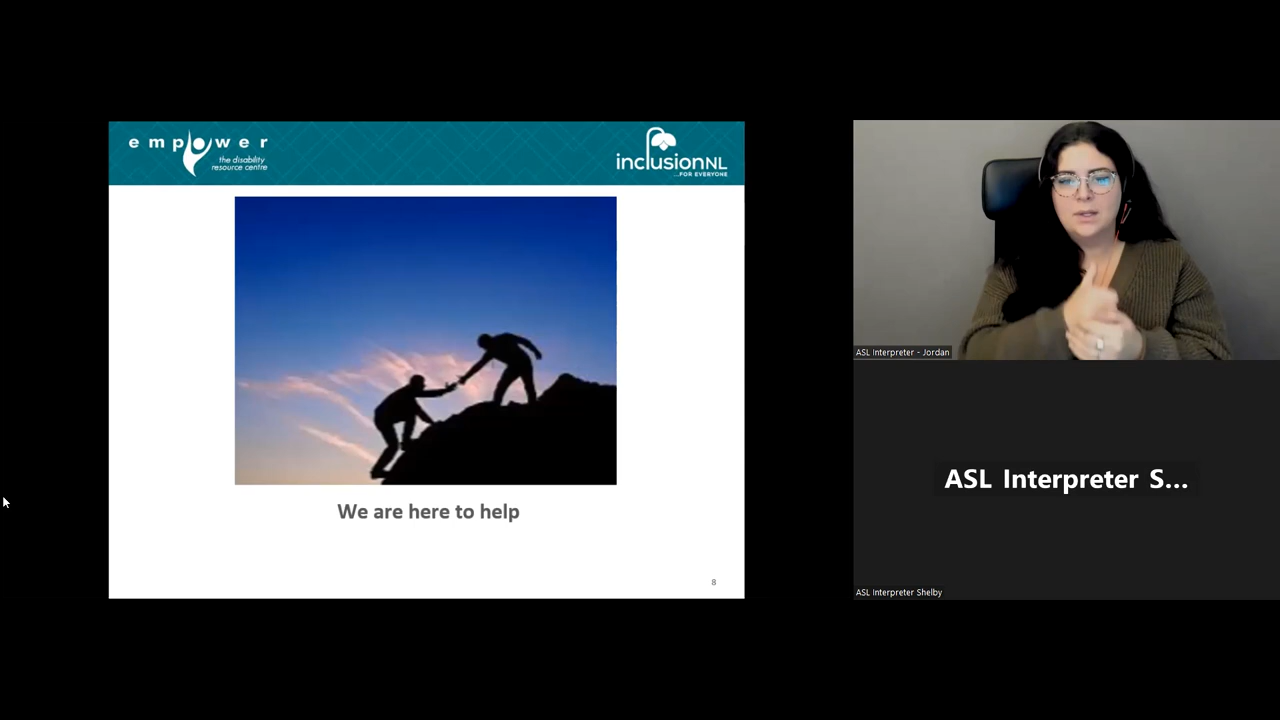 empower
the disability
resource centre
inclusionNL
...FOR EVERYONE
We are here to help
8
ASL Interpreter - Jordan
ASL Interpreter S...
ASL Interpreter Shelby